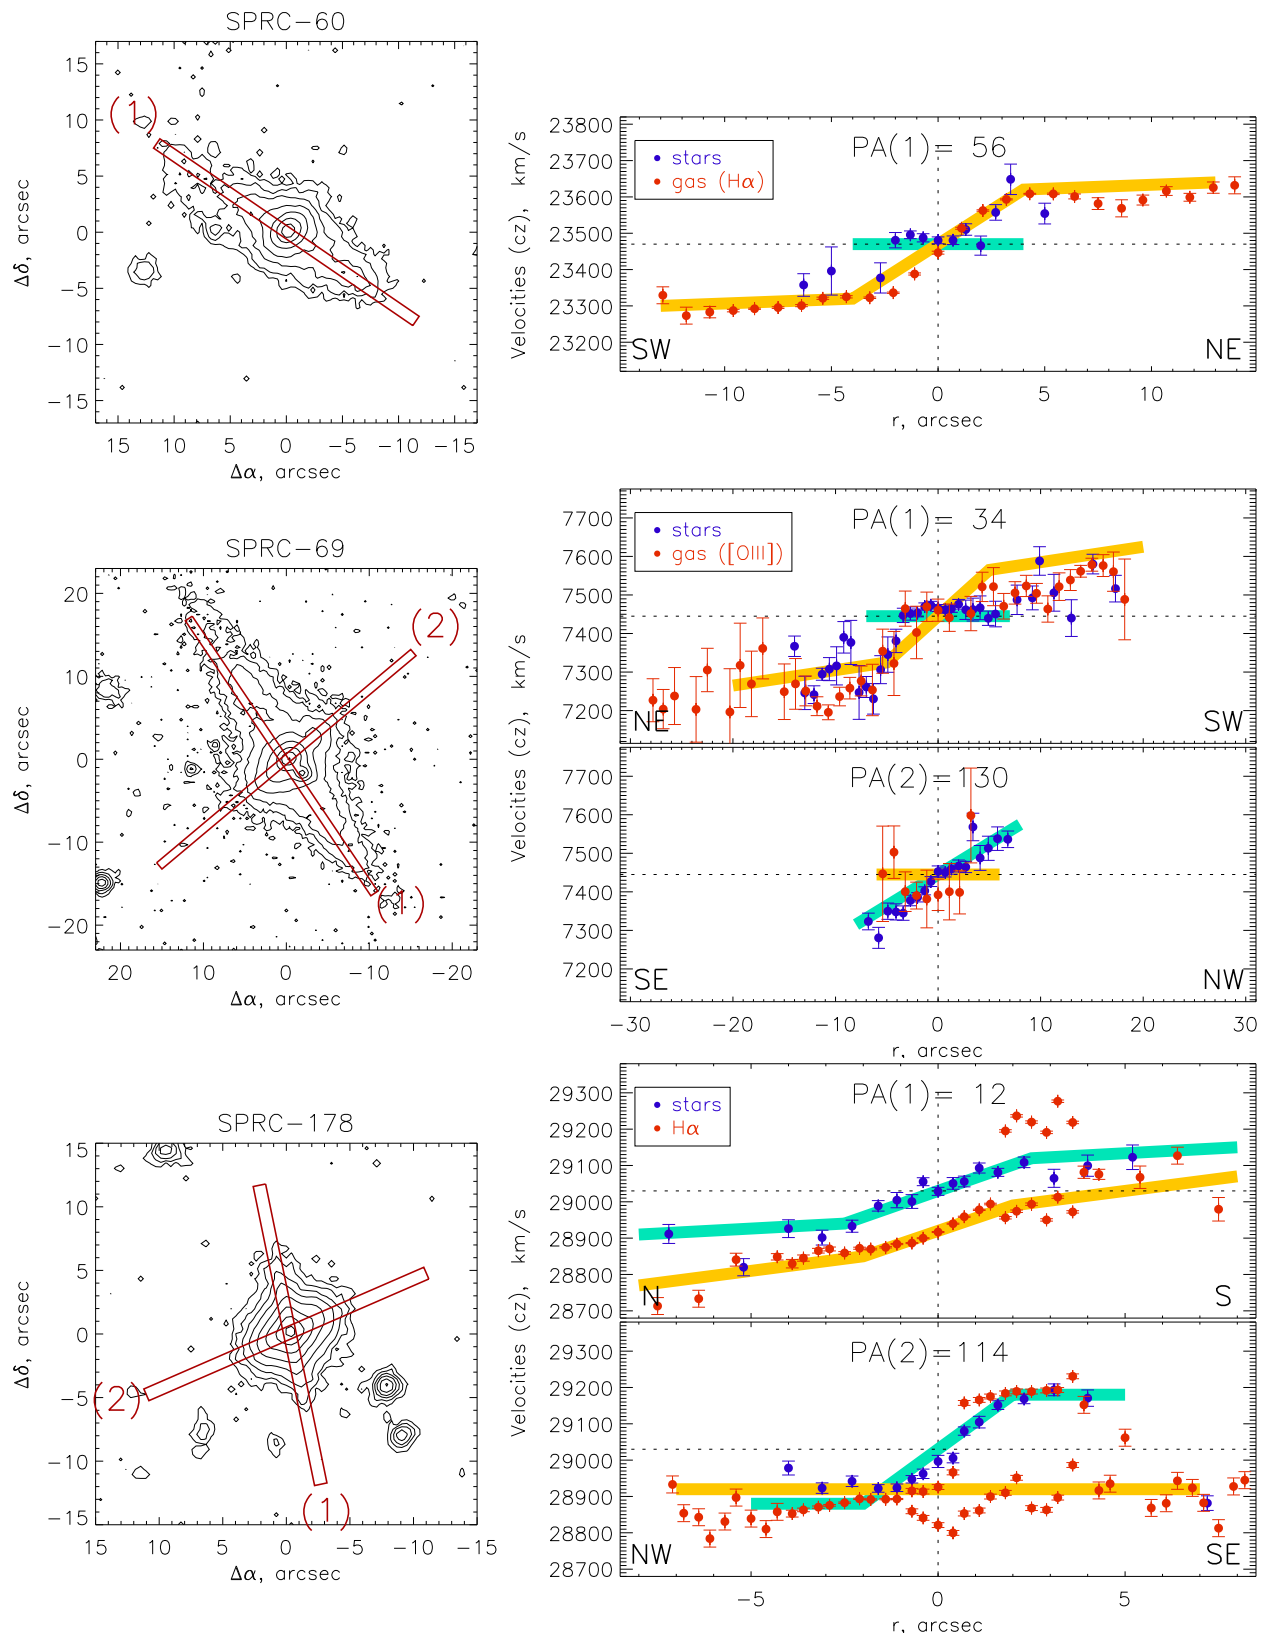 SPRC-60
(1)
15
10
5
0
-5
-10
-15
Δδ, arcsec
15 10 5 0 -5 -10 -15
Δα, arcsec
PA(1)= 56
stars
gas (Hα)
23800
23700
23600
23500
23400
23300
23200
Velocities (cz), km/s
SW NE
-10 -5 0 5 10
r, arcsec
SPRC-69
(2)
(1)
20
10
0
-10
-20
Δδ, arcsec
20 10 0 -10 -20
Δα, arcsec
PA(1)= 34
stars
gas ([OIII])
7700
7600
7500
7400
7300
7200
NE SW
Velocities (cz), km/s
PA(2)=130
7700
7600
7500
7400
7300
7200
SE NW
-30 -20 -10 0 10 20 30
r, arcsec
SPRC-178
(2)
(1)
15
10
5
0
-5
-10
-15
Δδ, arcsec
15 10 5 0 -5 -10 -15
Δα, arcsec
PA(1)= 12
stars
Hα
29300
29200
29100
29000
28900
28800
28700
N S
Velocities (cz), km/s
PA(2)=114
29300
29200
29100
29000
28900
28800
28700
NW SE
-5 0 5
r, arcsec